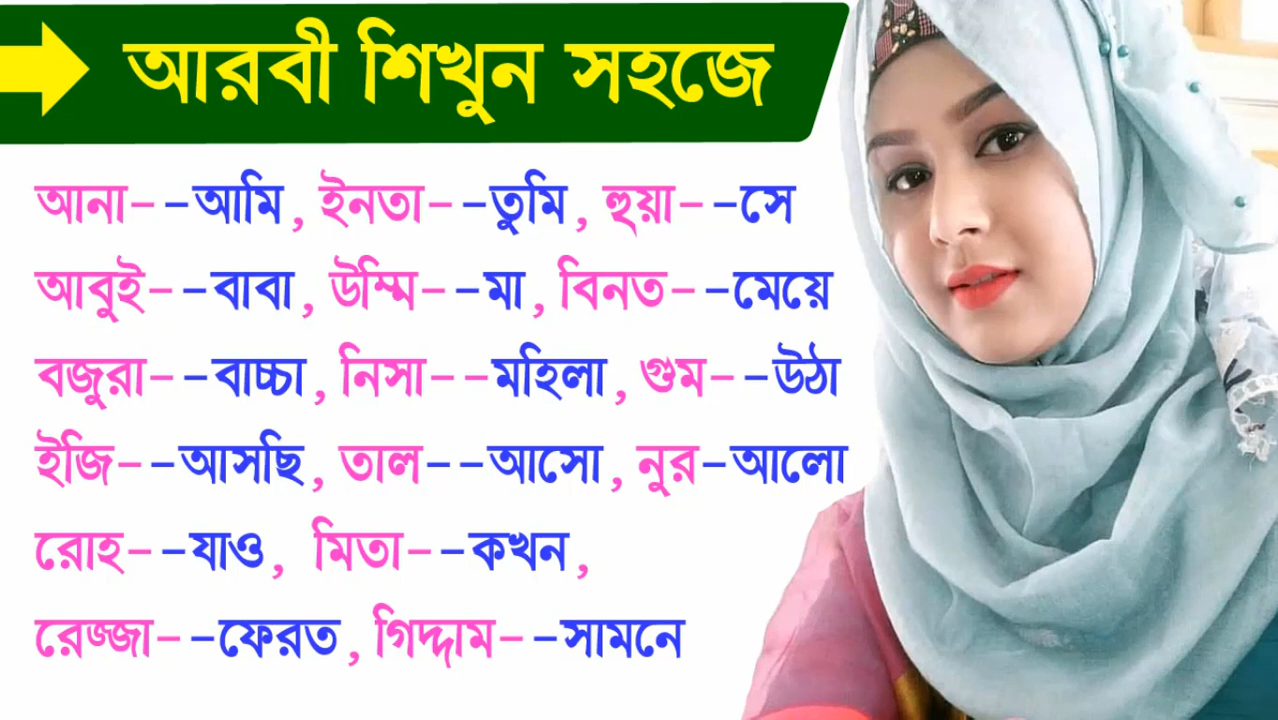 আরবী শিখুন সহজে
আনা--আমি, ইনতা--তুমি, হুয়া--সে
আবুই--বাবা, উম্মি--মা, বিনত--মেয়ে
বজুরা--বাচ্চা, নিসা--মহিলা, গুম--উঠা
ইজি--আসছি, তাল--আসো, নুর-আলো
রোহ--যাও, মিতা--কখন,
রেজ্জা--ফেরত, গিদ্দাম--সামনে